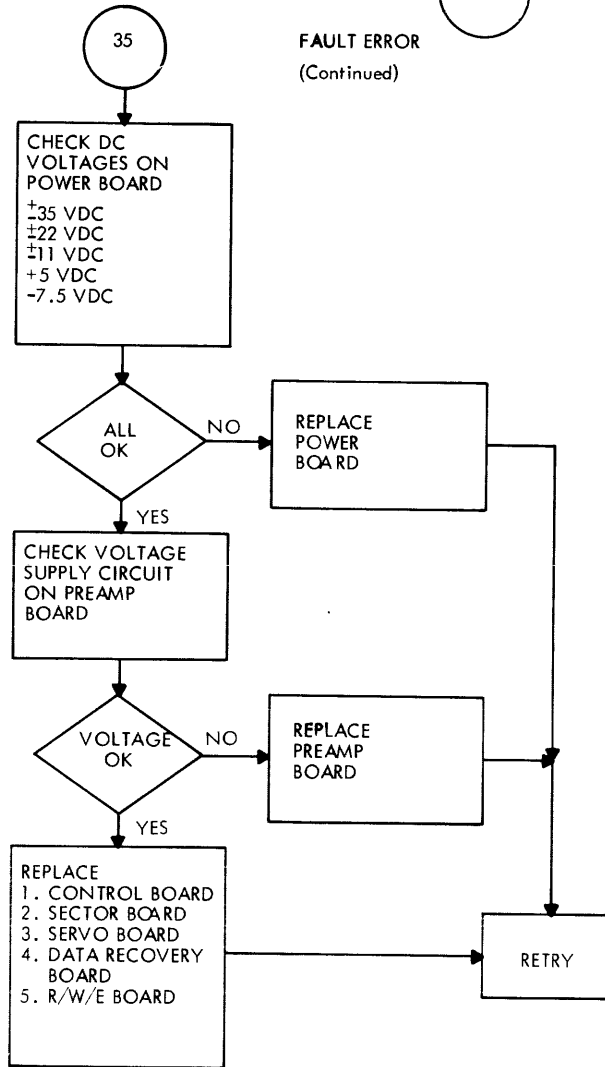 35
FAULT ERROR
(Continued)
CHECK DC
VOLTAGES ON
POWER BOARD
±35 VDC
±22 VDC
±11 VDC
+5 VDC
-7.5 VDC
ALL
OK
NO
REPLACE
POWER
BOARD
YES
CHECK VOLTAGE
SUPPLY CIRCUIT
ON PREAMP
BOARD
VOLTAGE
OK
NO
REPLACE
PREAMP
BOARD
YES
REPLACE
1. CONTROL BOARD
2. SECTOR BOARD
3. SERVO BOARD
4. DATA RECOVERY
BOARD
5. R/W/E BOARD
RETRY